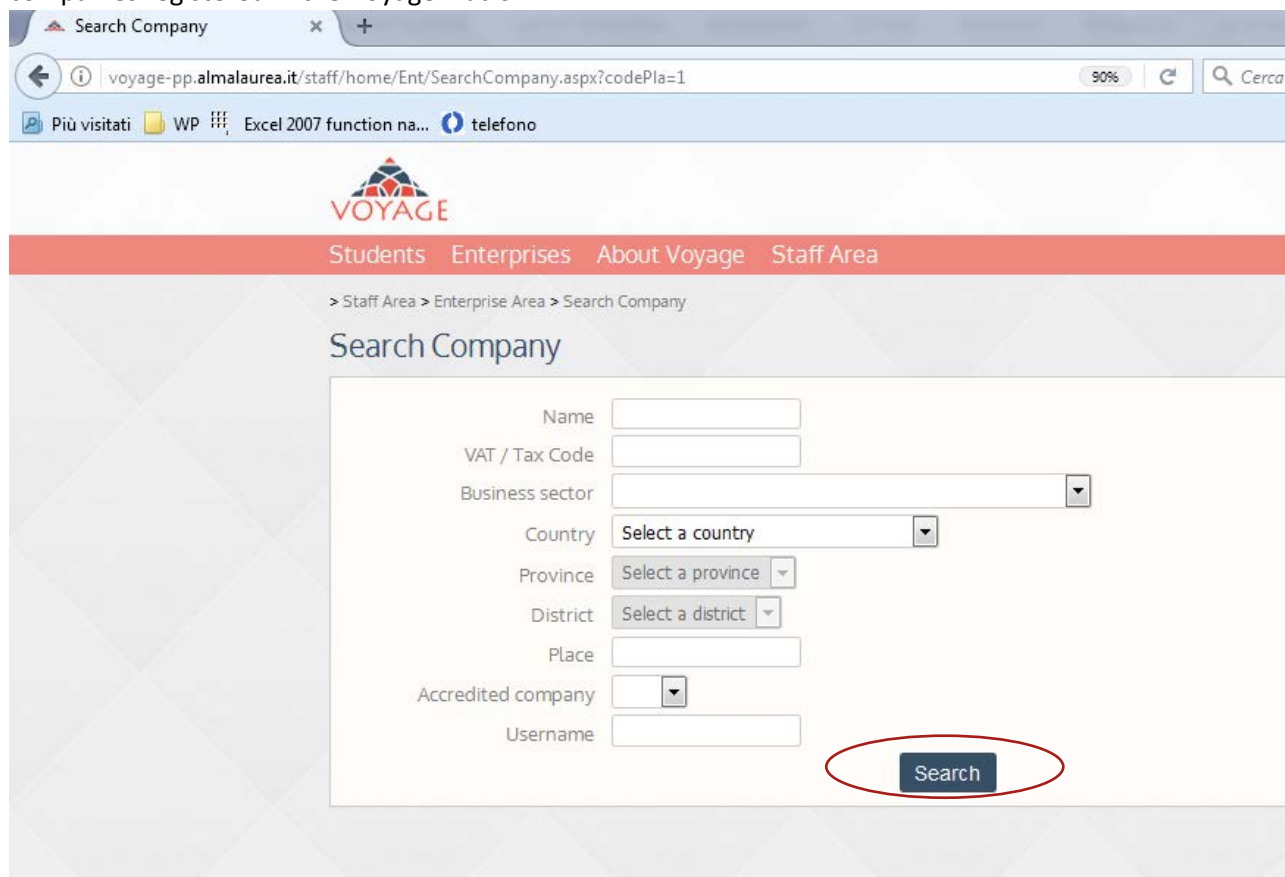 Search Company
voyage-pp.almalaurea.it/staff/home/Ent/SearchCompany.aspx?codePla=1 90% Cerca
Più visitati WP Excel 2007 function na... telefono
VOYAGE
Students Enterprises About Voyage Staff Area
> Staff Area > Enterprise Area > Search Company
Search Company
Name
VAT / Tax Code
Business sector
Country Select a country
Province Select a province
District Select a district
Place
Accredited company
Username
Search